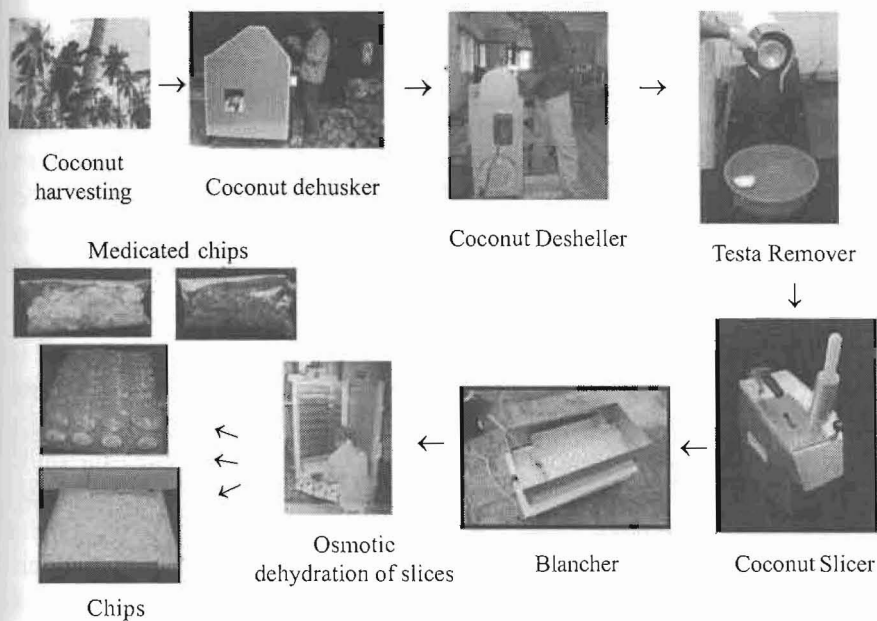 Coconut
harvesting
Coconut dehusker
Coconut Desheller
Testa Remover
Medicated chips
Coconut Slicer
Blancher
Osmotic
dehydration of slices
Chips